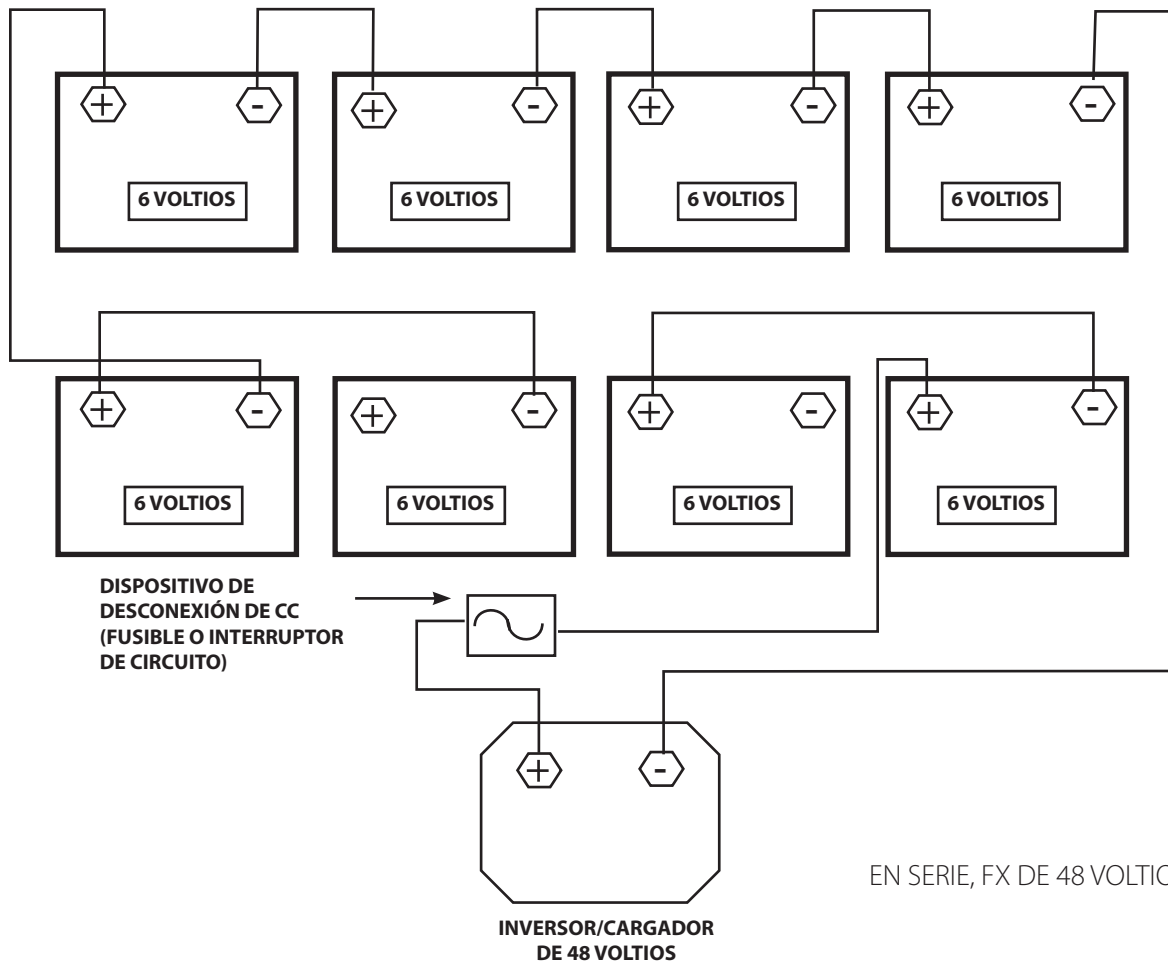 + - + - + - + -
6 VOLTIOS 6 VOLTIOS 6 VOLTIOS 6 VOLTIOS
+ - + - + - + -
6 VOLTIOS 6 VOLTIOS 6 VOLTIOS 6 VOLTIOS
DISPOSITIVO DE
DESCONEXIÓN DE CC
(FUSIBLE O INTERRUPTOR
DE CIRCUITO)
+ -
EN SERIE, FX DE 48 VOLTIO
INVERSOR/CARGADOR
DE 48 VOLTIOS